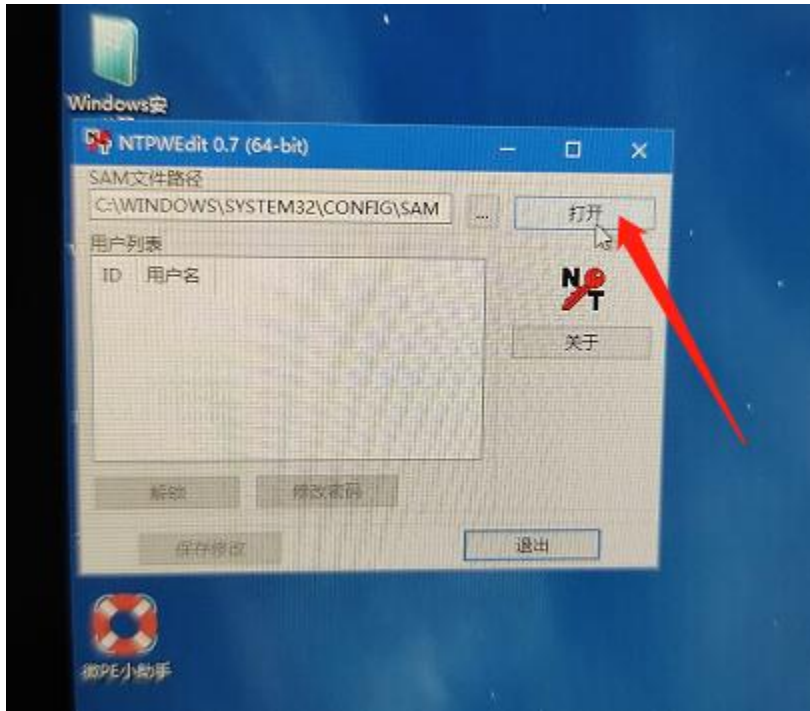 Windows安
NTPWEdit 0.7 (64-bit)
SAM文件路径
C:\WINDOWS\SYSTEM32\CONFIG\SAM
...
打开
用户列表
ID 用户名
NT
关于
解锁 修改密码
保存修改
退出
微PE小助手